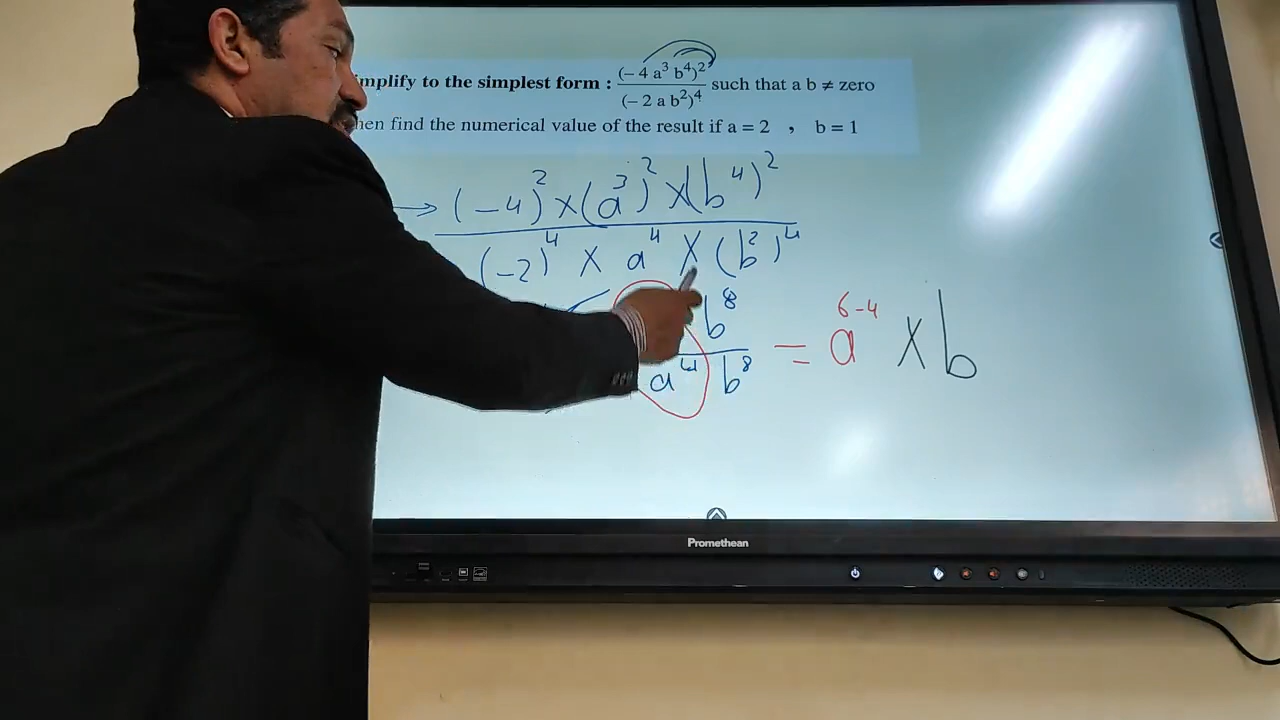 implify to the simplest form : (– 4 a³ b⁴)² / (– 2 a b²)⁴ such that a b ≠ zero
hen find the numerical value of the result if a = 2 , b = 1
→ (–4)² × (a³)² × (b⁴)²
(–2)⁴ × a⁴ × (b²)⁴
b⁸
a⁴ b⁸ = a⁶⁻⁴ × b
Promethean